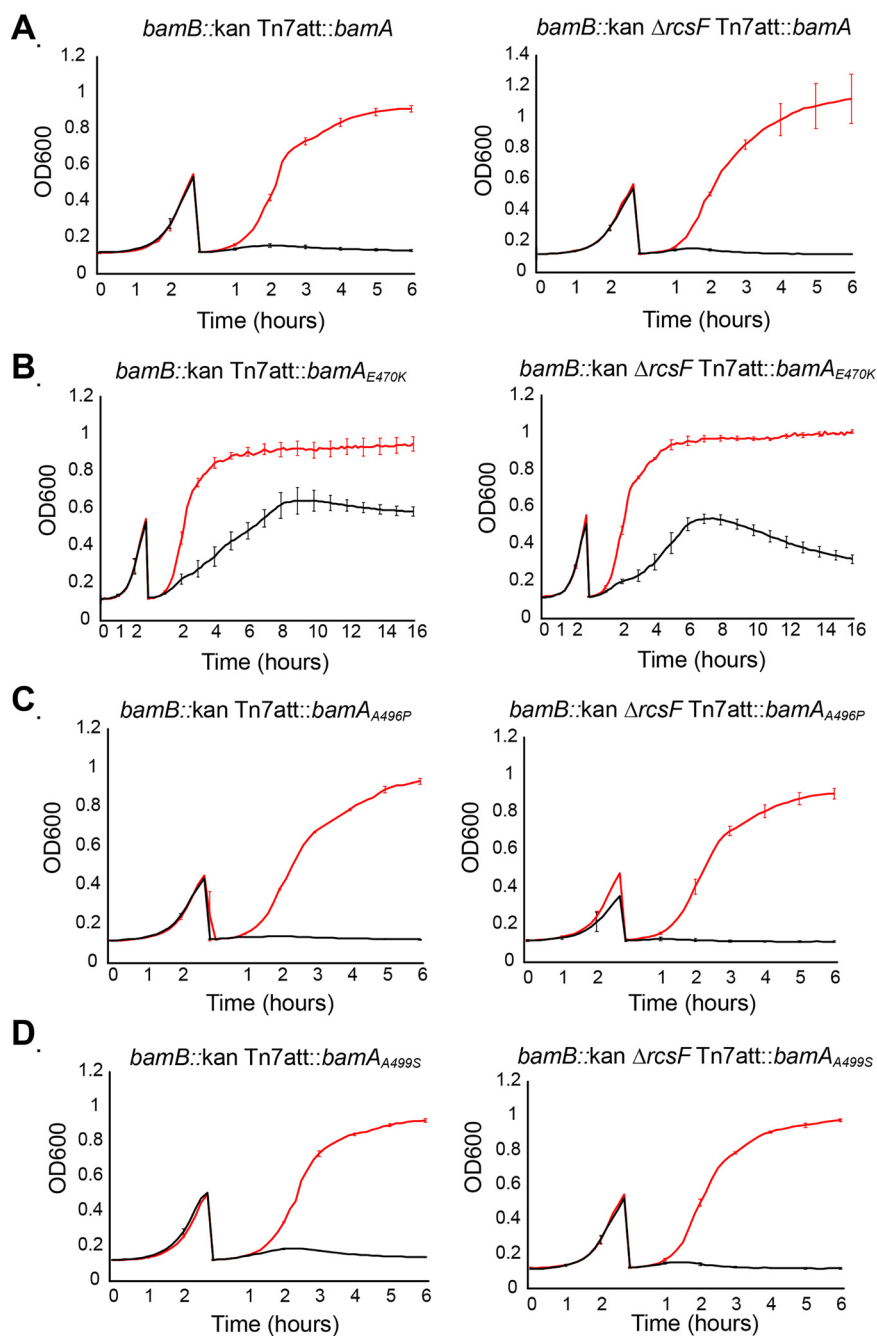 A.
bamB::kan Tn7att::bamA
bamB::kan ΔrcsF Tn7att::bamA
OD600
1.2
1
0.8
0.6
0.4
0.2
0
0 1 2 1 2 3 4 5 6
Time (hours)
OD600
1.4
1.2
1
0.8
0.6
0.4
0.2
0
0 1 2 1 2 3 4 5 6
Time (hours)
B.
bamB::kan Tn7att::bamA_E470K
bamB::kan ΔrcsF Tn7att::bamA_E470K
OD600
1.2
1
0.8
0.6
0.4
0.2
0
0 1 2 2 4 6 8 10 12 14 16
Time (hours)
OD600
1.2
1
0.8
0.6
0.4
0.2
0
0 1 2 2 4 6 8 10 12 14 16
Time (hours)
C.
bamB::kan Tn7att::bamA_A496P
bamB::kan ΔrcsF Tn7att::bamA_A496P
OD600
1.2
1
0.8
0.6
0.4
0.2
0
0 1 2 1 2 3 4 5 6
Time (hours)
OD600
1.2
1
0.8
0.6
0.4
0.2
0
0 1 2 1 2 3 4 5 6
Time (hours)
D.
bamB::kan Tn7att::bamA_A499S
bamB::kan ΔrcsF Tn7att::bamA_A499S
OD600
1.2
1
0.8
0.6
0.4
0.2
0
0 1 2 1 2 3 4 5 6
Time (hours)
OD600
1.2
1
0.8
0.6
0.4
0.2
0
0 1 2 1 2 3 4 5 6
Time (hours)